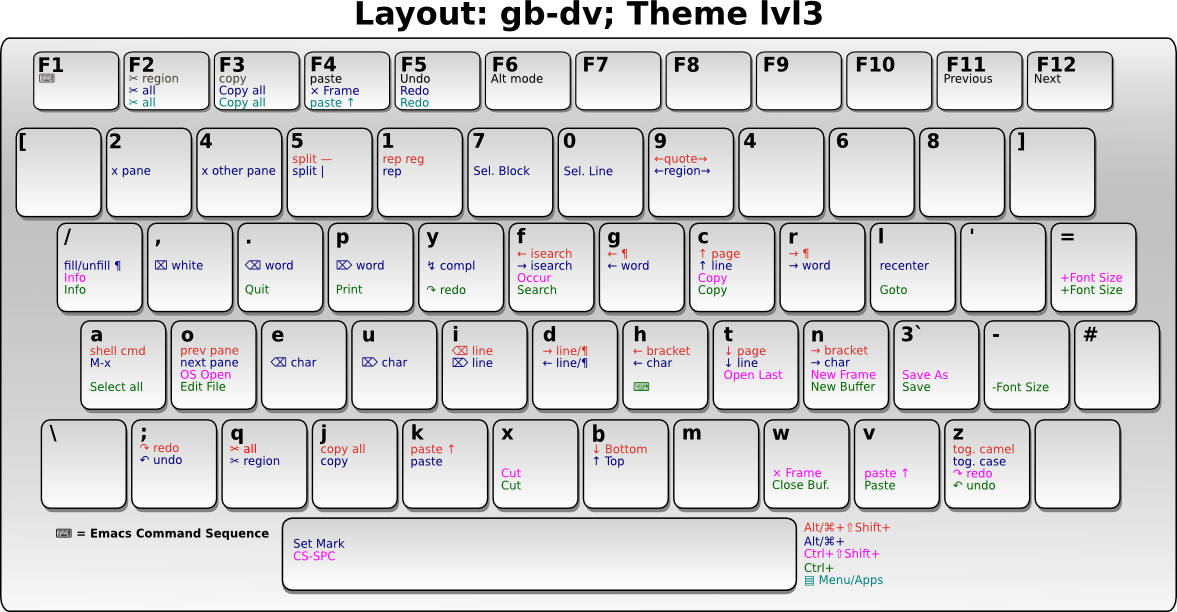 Layout: gb-dv; Theme lvl3
F1
⌨
F2
✂ region
✂ all
✂ all
F3
copy
Copy all
Copy all
F4
paste
× Frame
paste ↑
F5
Undo
Redo
Redo
F6
Alt mode
F7
F8
F9
F10
F11
Previous
F12
Next
[
2
x pane
4
x other pane
5
split —
split |
1
rep reg
rep
7
Sel. Block
0
Sel. Line
9
←quote→
←region→
4
6
8
]
/
fill/unfill ¶
Info
Info
,
⌧ white
.
⌫ word
Quit
p
⌦ word
Print
y
↯ compl
↷ redo
f
← isearch
→ isearch
Occur
Search
g
← ¶
← word
c
↑ page
↑ line
Copy
Copy
r
→ ¶
→ word
l
recenter
Goto
'
=
+Font Size
+Font Size
a
shell cmd
M-x
Select all
o
prev pane
next pane
OS Open
Edit File
e
⌫ char
u
⌦ char
i
⌫ line
⌦ line
d
→ line/¶
← line/¶
h
← bracket
← char
⌨
t
↓ page
↓ line
Open Last
n
→ bracket
→ char
New Frame
New Buffer
3`
Save As
Save
-
-Font Size
#
\
;
↷ redo
↶ undo
q
✂ all
✂ region
j
copy all
copy
k
paste ↑
paste
x
Cut
Cut
b
↓ Bottom
↑ Top
m
w
× Frame
Close Buf.
v
paste ↑
Paste
z
tog. camel
tog. case
↷ redo
↶ undo
⌨ = Emacs Command Sequence
Set Mark
CS-SPC
Alt/⌘+⇧Shift+
Alt/⌘+
Ctrl+⇧Shift+
Ctrl+
▤ Menu/Apps